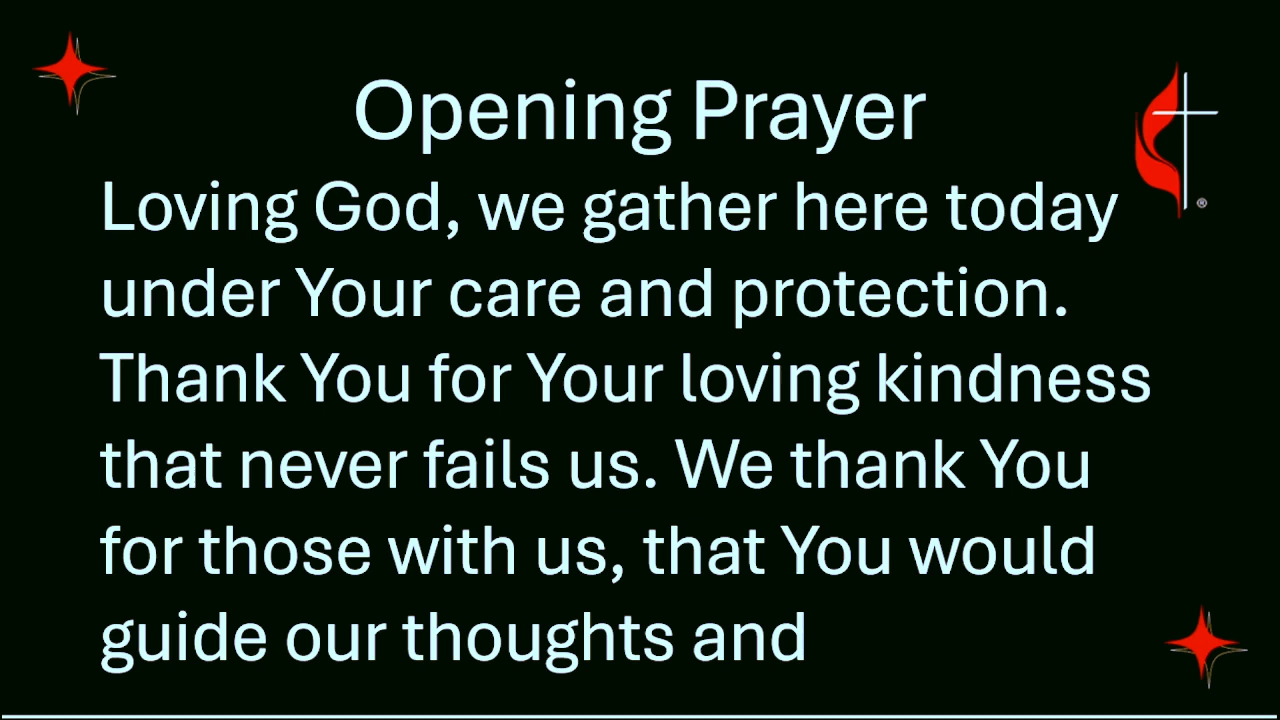 Opening Prayer
Loving God, we gather here today
under Your care and protection.
Thank You for Your loving kindness
that never fails us. We thank You
for those with us, that You would
guide our thoughts and
®